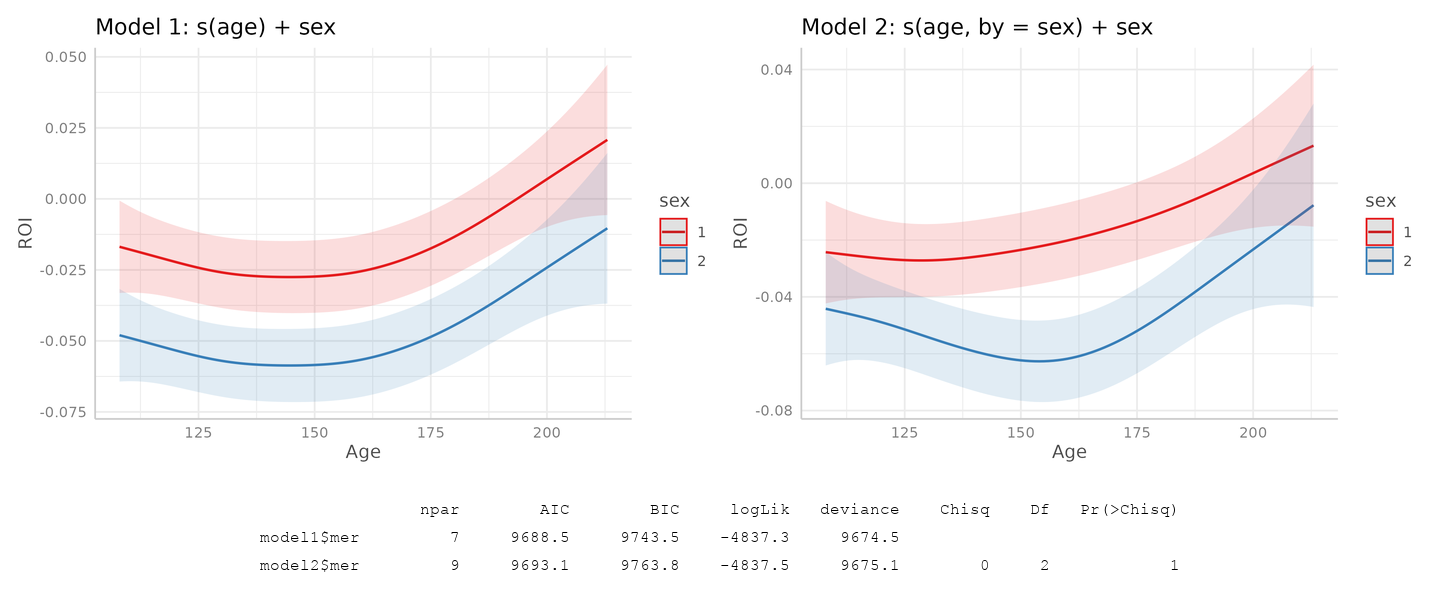 Model 1: s(age) + sex
0.050
0.025
0.000
-0.025
-0.050
-0.075
ROI
125 150 175 200
Age
sex
1
2
Model 2: s(age, by = sex) + sex
0.04
0.00
-0.04
-0.08
ROI
125 150 175 200
Age
sex
1
2
npar AIC BIC logLik deviance Chisq Df Pr(>Chisq)
model1$mer 7 9688.5 9743.5 -4837.3 9674.5
model2$mer 9 9693.1 9763.8 -4837.5 9675.1 0 2 1